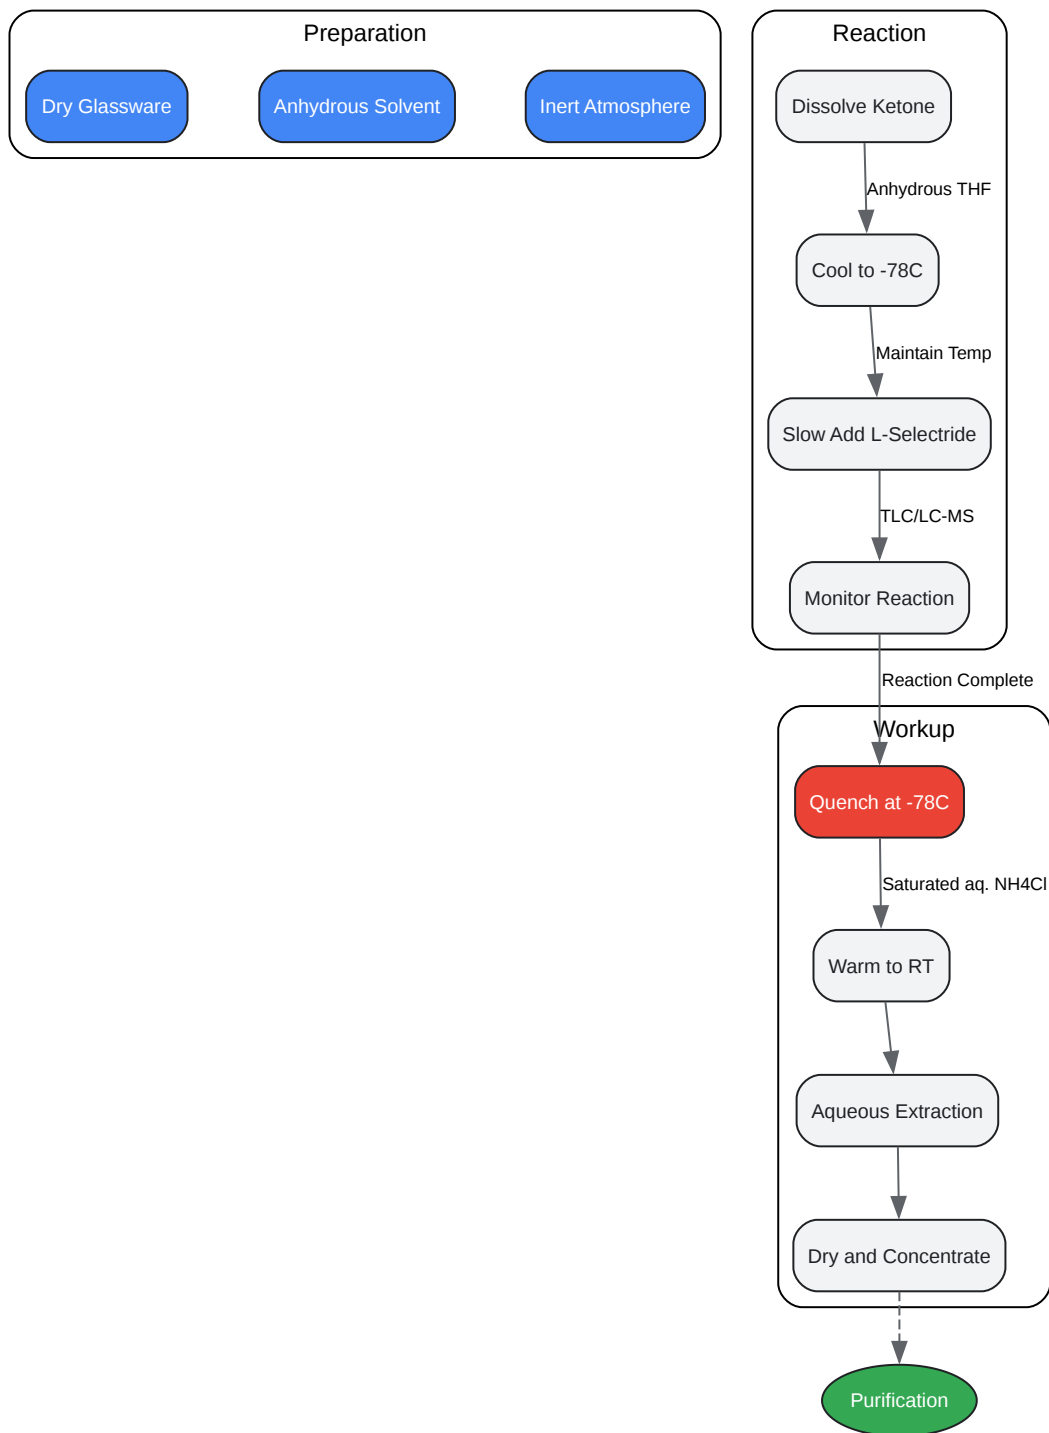 Preparation
Dry Glassware
Anhydrous Solvent
Inert Atmosphere
Reaction
Dissolve Ketone
Anhydrous THF
Cool to -78C
Maintain Temp
Slow Add L-Selectride
TLC/LC-MS
Monitor Reaction
Reaction Complete
Workup
Quench at -78C
Saturated aq. NH4Cl
Warm to RT
Aqueous Extraction
Dry and Concentrate
Purification